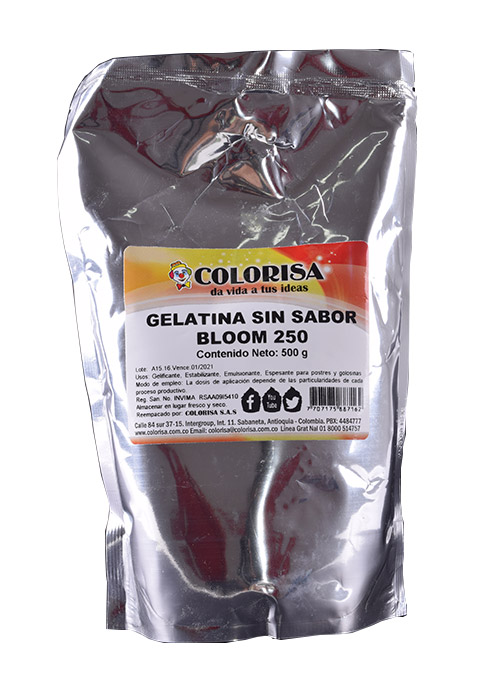 COLORISA
da vida a tus ideas
GELATINA SIN SABOR
BLOOM 250
Contenido Neto: 500 g
Lote: A15.16 Vence:01/2021
Usos: Gelificante, Estabilizante, Emulsionante, Espesante para postres y golosinas
Modo de empleo: La dosis de aplicación depende de las particularidades de cada
proceso productivo.
Reg. San. No. INVIMA RSAA09I5410
Almacenar en lugar fresco y seco.
Reempacado por: COLORISA S.A.S
You
Tube
7707175887162
Calle 84 sur 37-15, Intergroup, Int. 11. Sabaneta, Antioquia - Colombia. PBX: 4484777
www.colorisa.com.co Email: colorisa@colorisa.com.co Línea Grat Nal 01 8000 514757